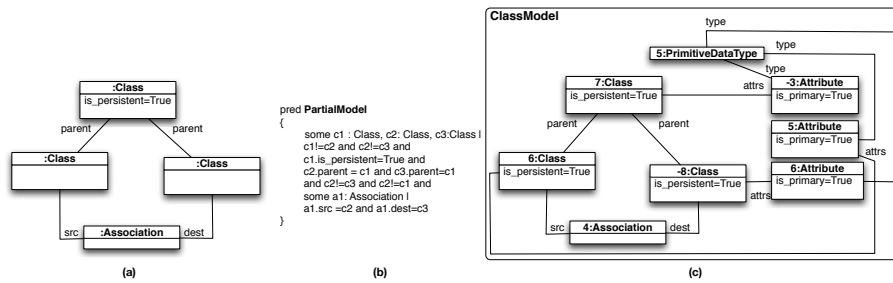 :Class
is_persistent=True
parent
parent
:Class
:Class
src
:Association
dest
(a)
pred PartialModel
{
some c1 : Class, c2: Class, c3:Class |
c1!=c2 and c2!=c3 and
c1.is_persistent=True and
c2.parent = c1 and c3.parent=c1
and c2!=c3 and c2!=c1 and
some a1: Association |
a1.src =c2 and a1.dest=c3
}
(b)
ClassModel
type
5:PrimitiveDataType
type
type
7:Class
is_persistent=True
attrs
-3:Attribute
is_primary=True
parent
parent
5:Attribute
is_primary=True
attrs
6:Class
is_persistent=True
-8:Class
is_persistent=True
attrs
6:Attribute
is_primary=True
src
4:Association
dest
(c)